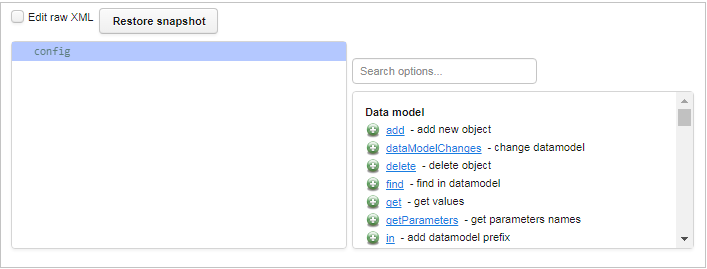 Edit raw XML Restore snapshot
config
Search options...
Data model
add - add new object
dataModelChanges - change datamodel
delete - delete object
find - find in datamodel
get - get values
getParameters - get parameters names
in - add datamodel prefix